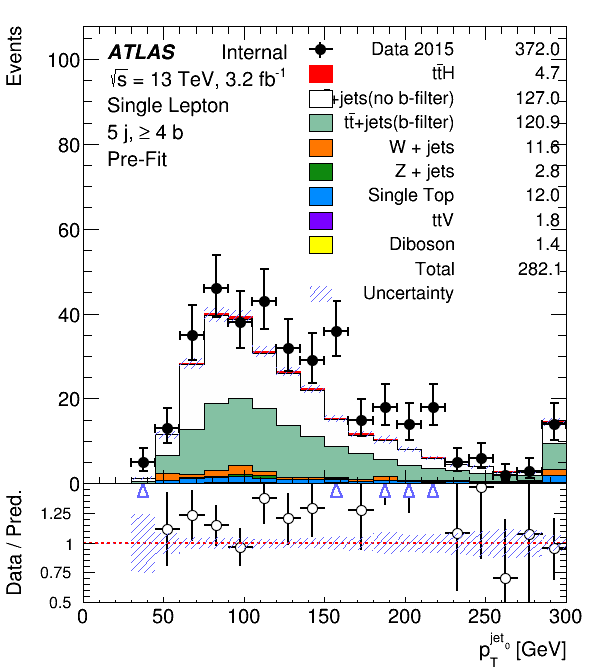 Events
100
80
60
40
20
0
ATLAS Internal
√s = 13 TeV, 3.2 fb⁻¹
Single Lepton
5 j, ≥ 4 b
Pre-Fit
Data 2015 372.0
tt̄H 4.7
+jets(no b-filter) 127.0
tt̄+jets(b-filter) 120.9
W + jets 11.6
Z + jets 2.8
Single Top 12.0
ttV 1.8
Diboson 1.4
Total 282.1
Uncertainty
Data / Pred.
1.25
1
0.75
0.5
0 50 100 150 200 250 300
p_T^jet_0 [GeV]